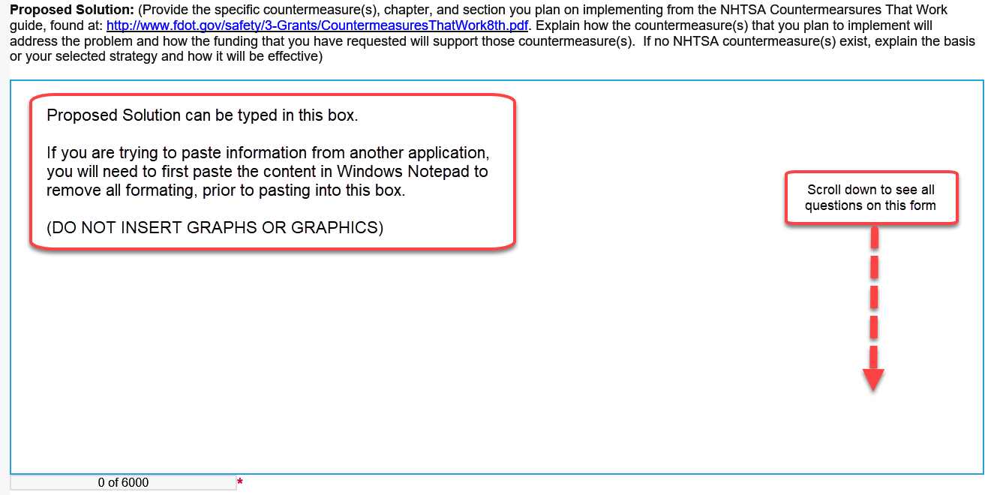 Proposed Solution: (Provide the specific countermeasure(s), chapter, and section you plan on implementing from the NHTSA Countermearsures That Work
guide, found at: http://www.fdot.gov/safety/3-Grants/CountermeasuresThatWork8th.pdf. Explain how the countermeasure(s) that you plan to implement will
address the problem and how the funding that you have requested will support those countermeasure(s).  If no NHTSA countermeasure(s) exist, explain the basis
or your selected strategy and how it will be effective)
Proposed Solution can be typed in this box.
If you are trying to paste information from another application,
you will need to first paste the content in Windows Notepad to
remove all formating, prior to pasting into this box.
(DO NOT INSERT GRAPHS OR GRAPHICS)
Scroll down to see all
questions on this form
0 of 6000 *